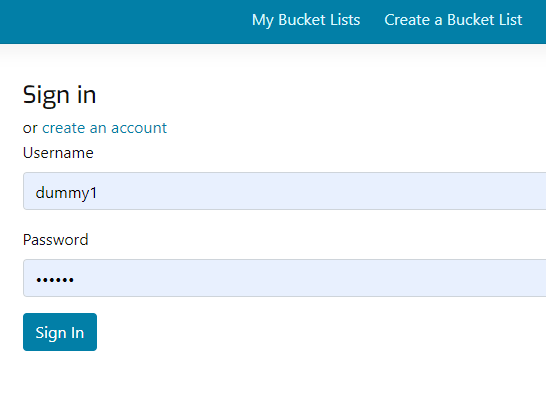 My Bucket Lists Create a Bucket List
Sign in
or create an account
Username
dummy1
Password
••••••
Sign In